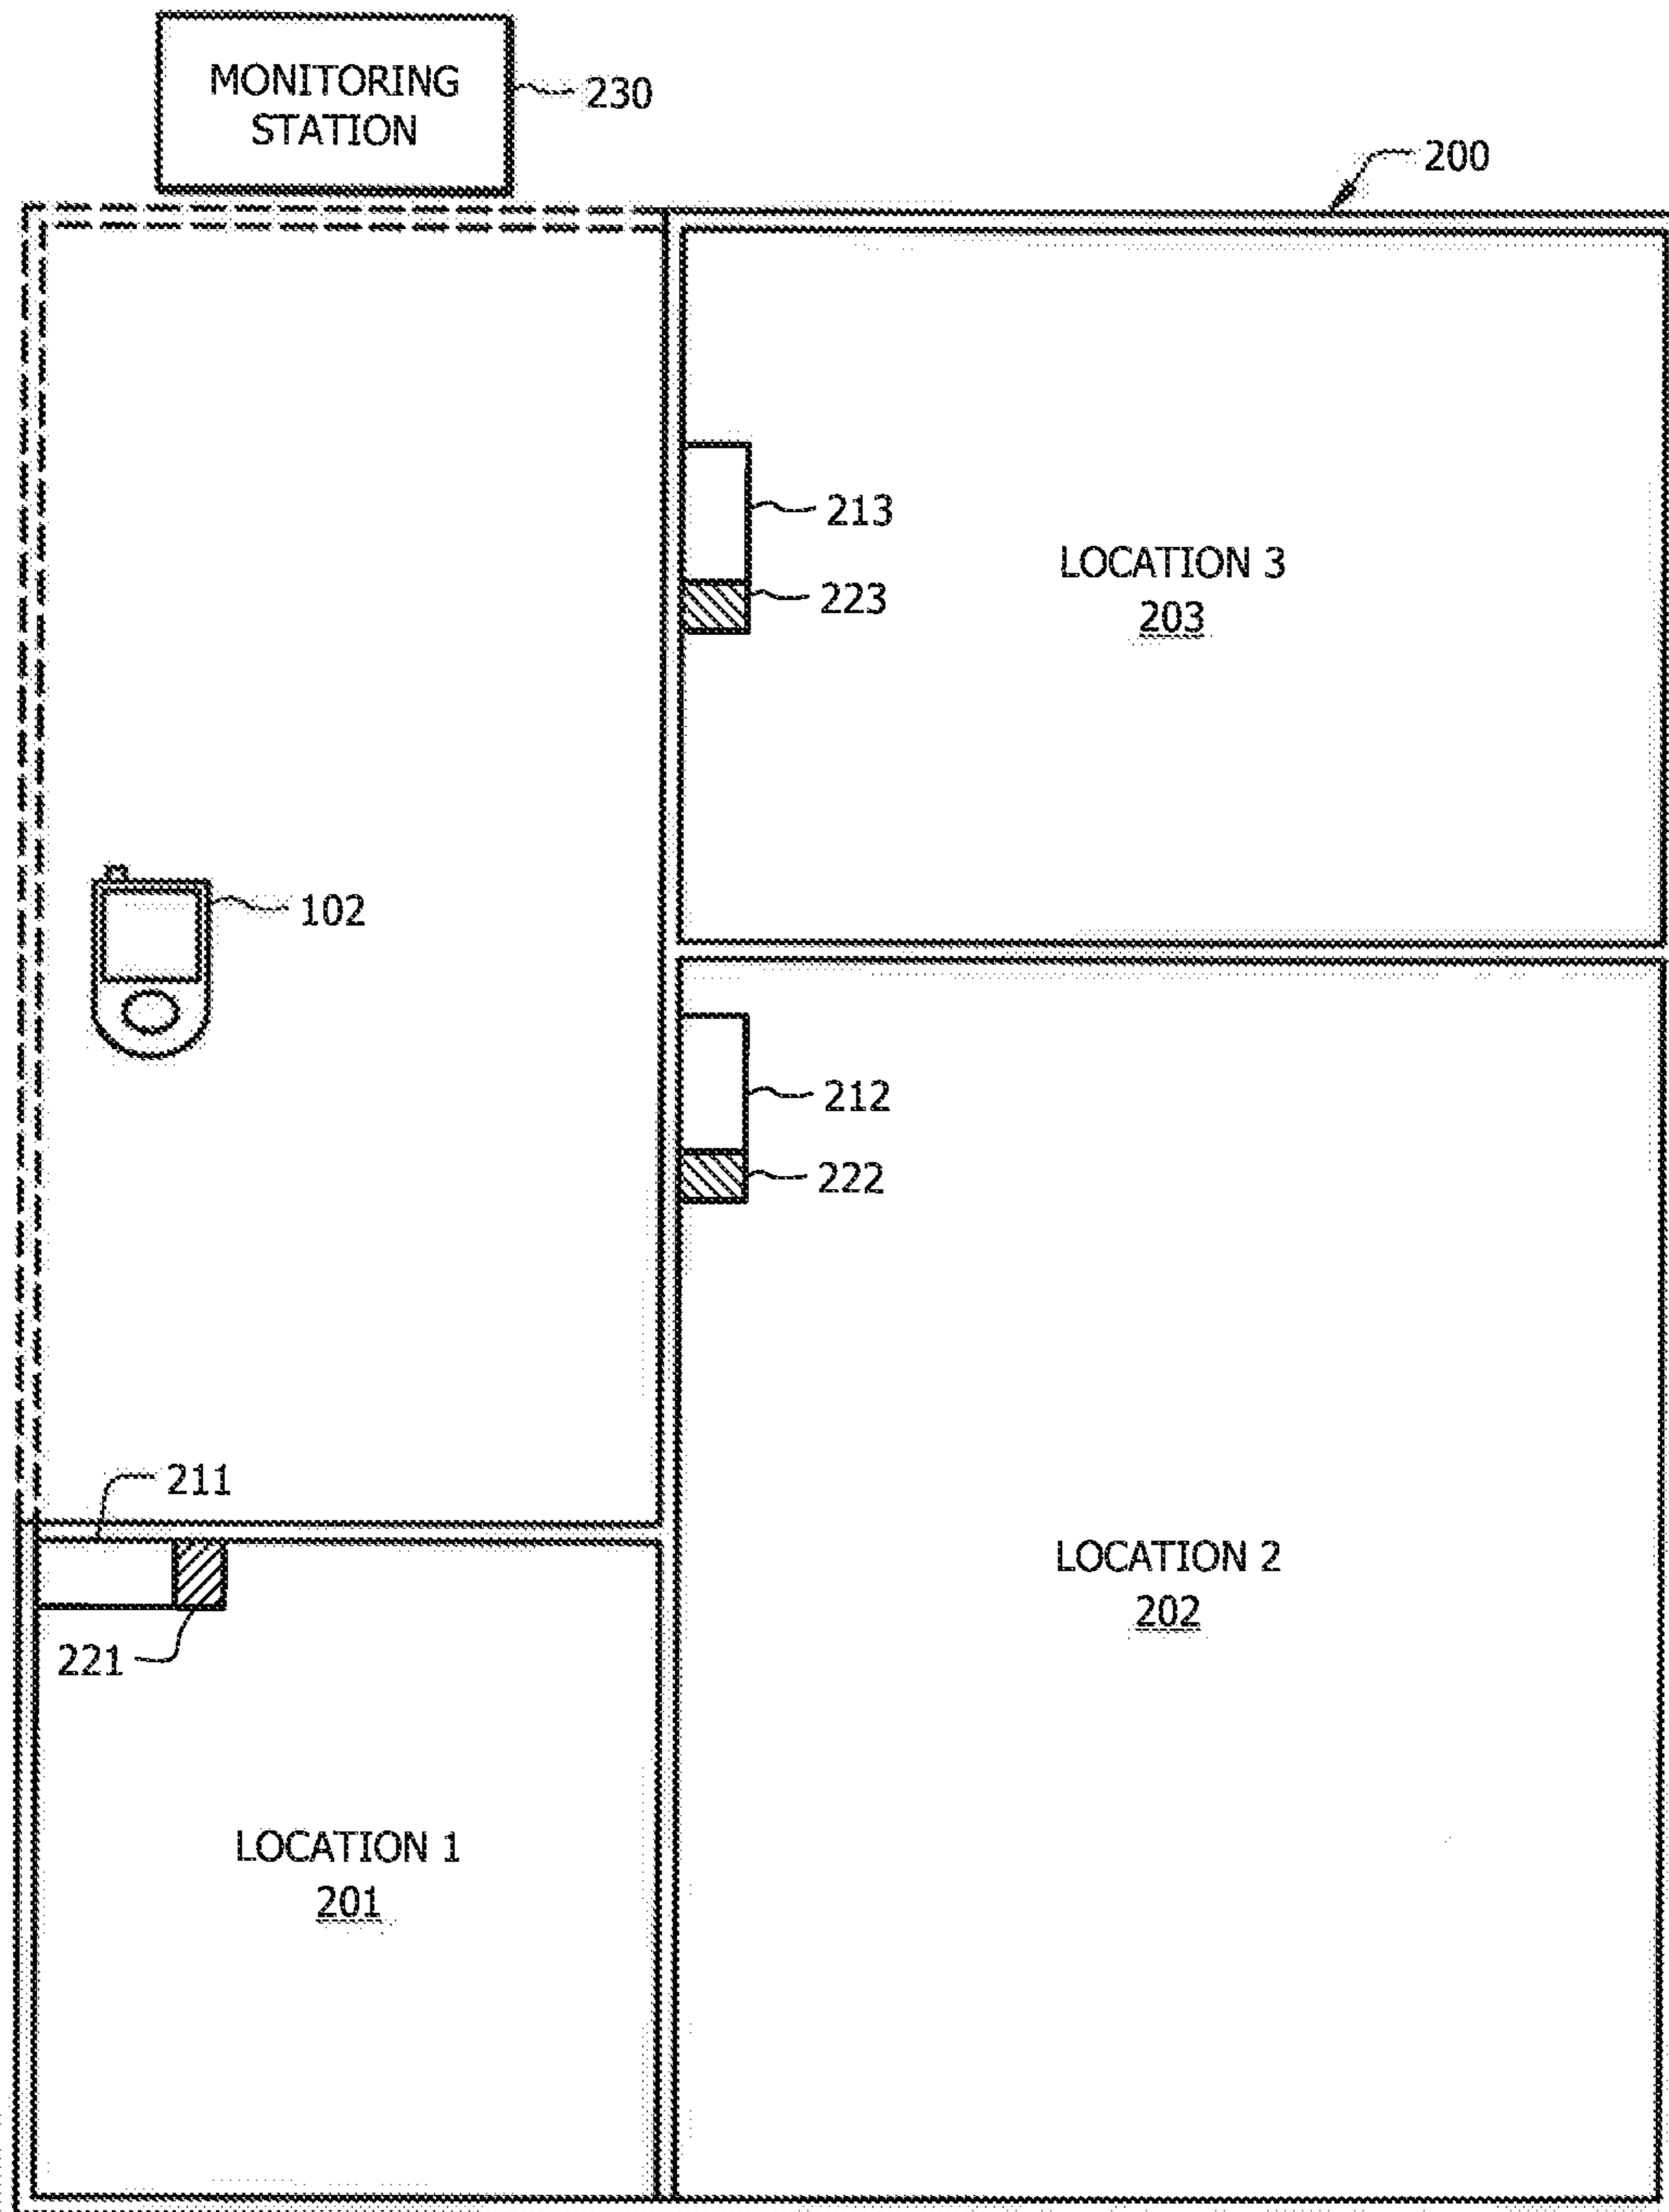 MONITORING
STATION
230
200
213
LOCATION 3
223
203
102
212
222
211
LOCATION 2
202
221
LOCATION 1
201